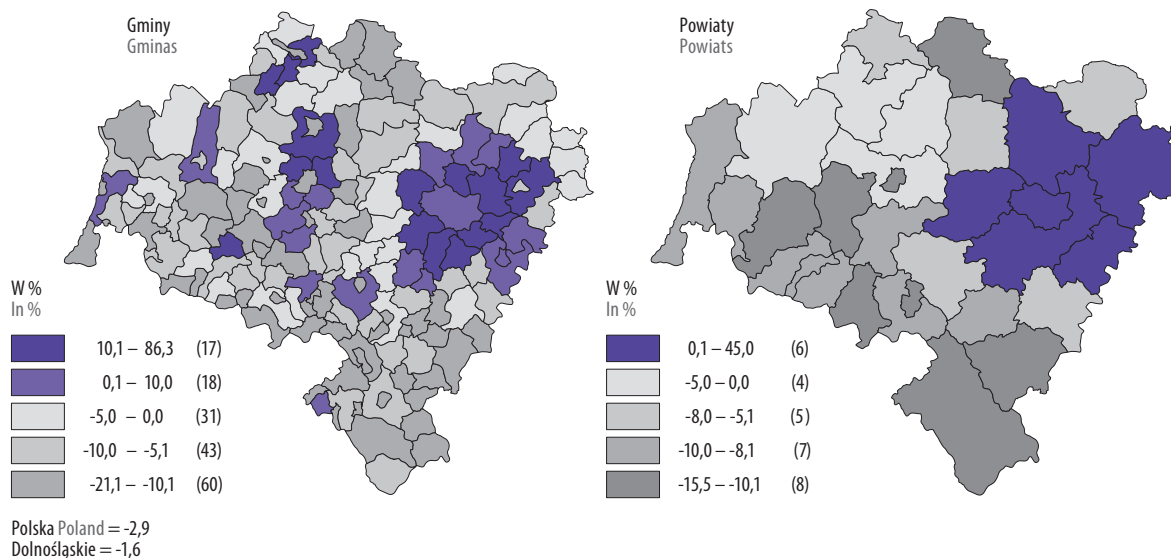 Gminy
Gminas
W %
In %
10,1 – 86,3 (17)
0,1 – 10,0 (18)
-5,0 – 0,0 (31)
-10,0 – -5,1 (43)
-21,1 – -10,1 (60)
Polska Poland = -2,9
Dolnośląskie = -1,6
Powiaty
Powiats
W %
In %
0,1 – 45,0 (6)
-5,0 – 0,0 (4)
-8,0 – -5,1 (5)
-10,0 – -8,1 (7)
-15,5 – -10,1 (8)